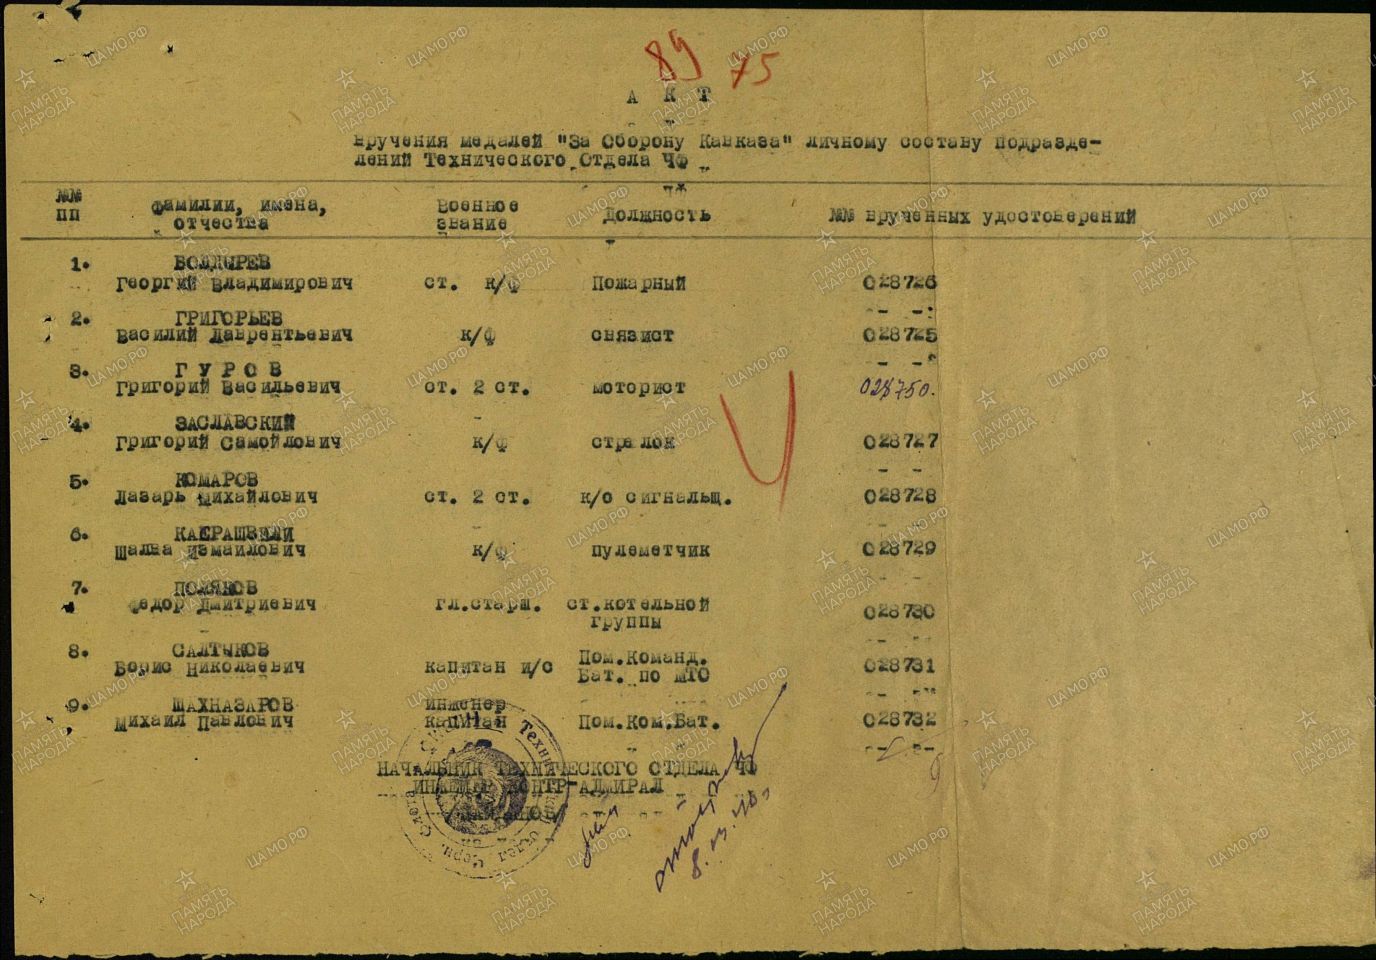 89 75
А К Т
вручения медалей "За Оборону Кавказа" личному составу подразде-
лений Технического Отдела ЧФ
№№ пп Фамилии, имена, отчества Военное звание Должность №№ врученных удостоверений
1. БОЛДЫРЕВ
Георгий Владимирович ст. к/ф Пожарный 028726
2. ГРИГОРЬЕВ
Василий Лаврентьевич к/ф связист 028725
3. Г У Р О В
Григорий Васильевич ст. 2 ст. моторист 028750.
4. ЗАСЛАВСКИЙ
Григорий Самойлович к/ф стрелок 028727
5. КОМАРОВ
Лазарь Михайлович ст. 2 ст. к/о сигнальщ. 028728
6.
Шалва Измаилович к/ф пулеметчик 028729
7. ПОЛЯКОВ
Федор Дмитриевич гл.старш. ст.котельной группы 028730
8. САЛТЫКОВ
Борис Николаевич капитан и/с Пом.Команд. Бат. по МТО 028731
9. ШАХНАЗАРОВ
Михаил Павлович инженер капитан Пом.Ком.Бат. 028732
НАЧАЛЬНИК ТЕХНИЧЕСКОГО ОТДЕЛА ЧФ
ИНЖЕНЕР КОНТР-АДМИРАЛ
ПАМЯТЬ НАРОДА
ЦАМО.РФ